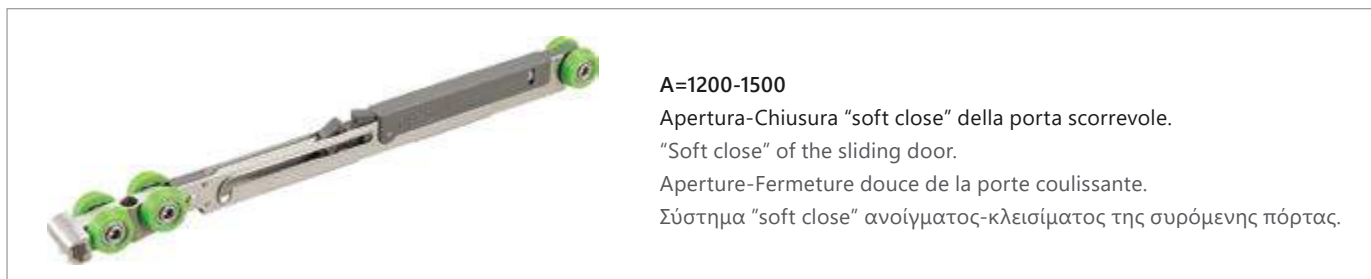 A=1200-1500
Apertura-Chiusura “soft close” della porta scorrevole.
“Soft close” of the sliding door.
Aperture-Fermeture douce de la porte coulissante.
Σύστημα “soft close” ανοίγματος-κλεισίματος της συρόμενης πόρτας.